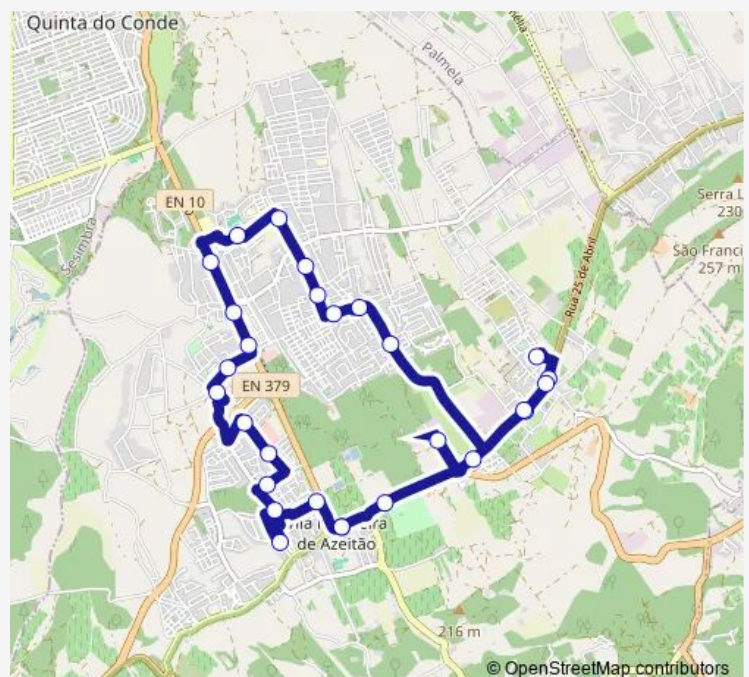 Quinta do Conde
Palmela
EN 10
Sesimbra
Rua 25 de Abril
Serra L
230
São Franci
257 m
EN 379
de Azeitão
216 m
© OpenStreetMap contributors